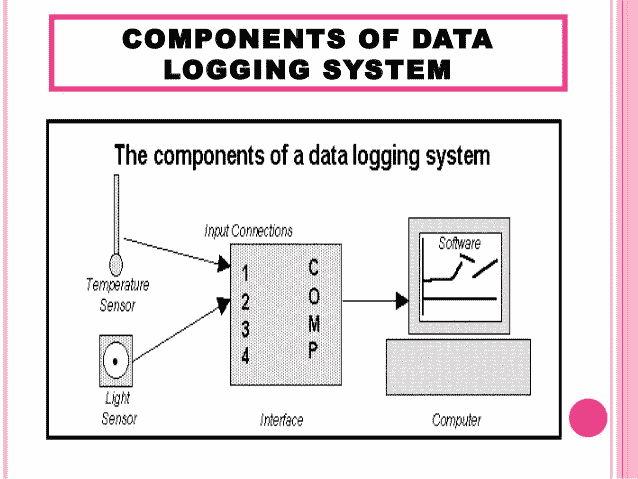 COMPONENTS OF DATA
LOGGING SYSTEM
The components of a data logging system
Input Connections
Temperature
Sensor
Light
Sensor
1
2
3
4
C
O
M
P
Interface
Software
Computer